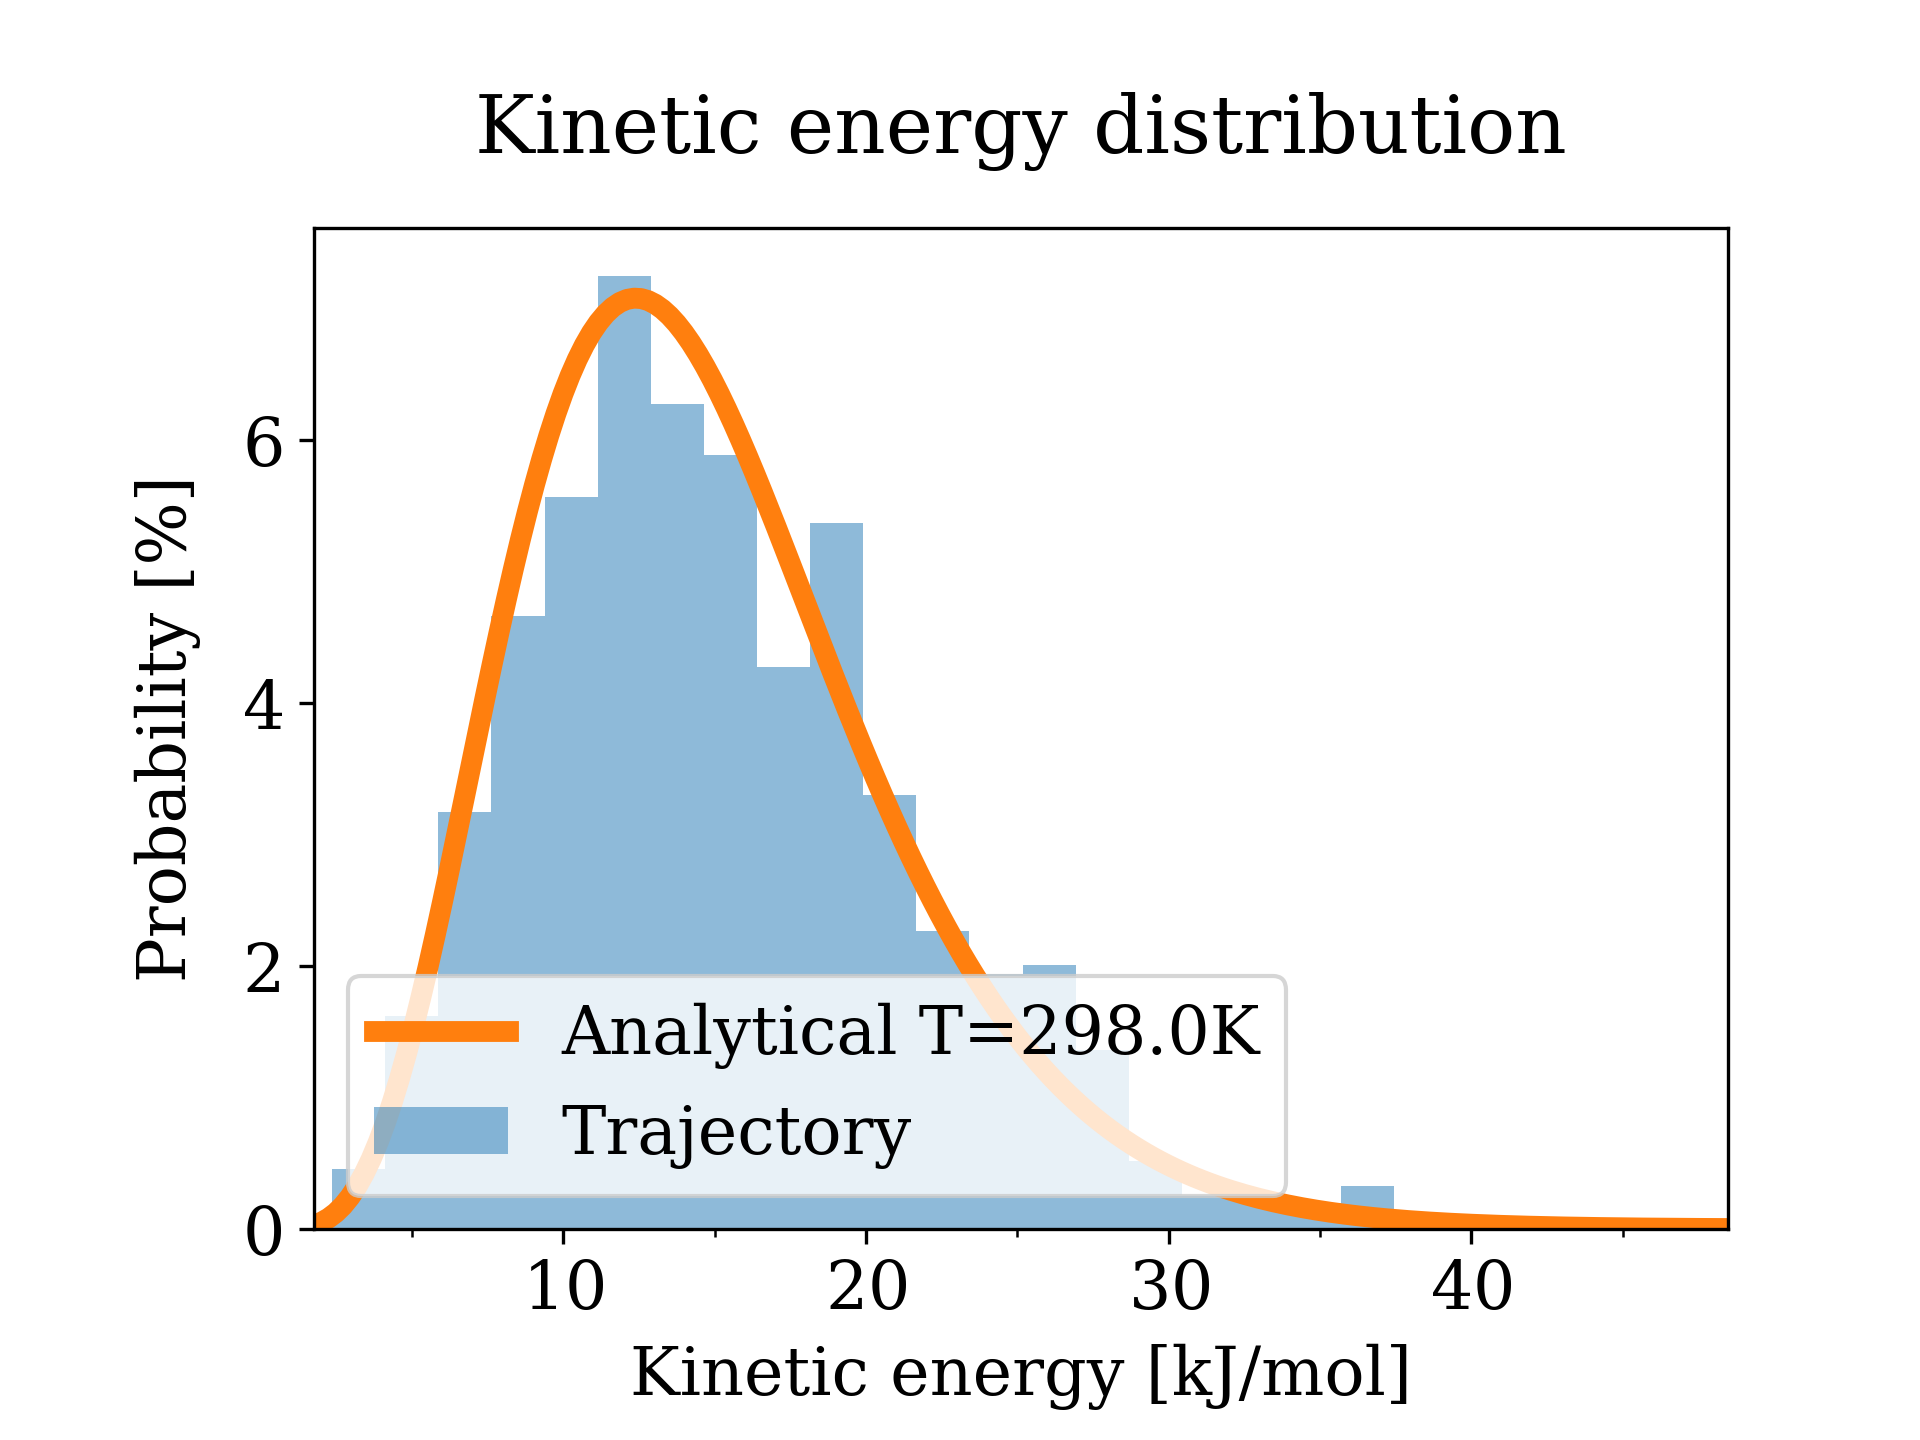 Kinetic energy distribution
Probability [%]
6
4
2
0
Analytical T=298.0K
Trajectory
10 20 30 40
Kinetic energy [kJ/mol]